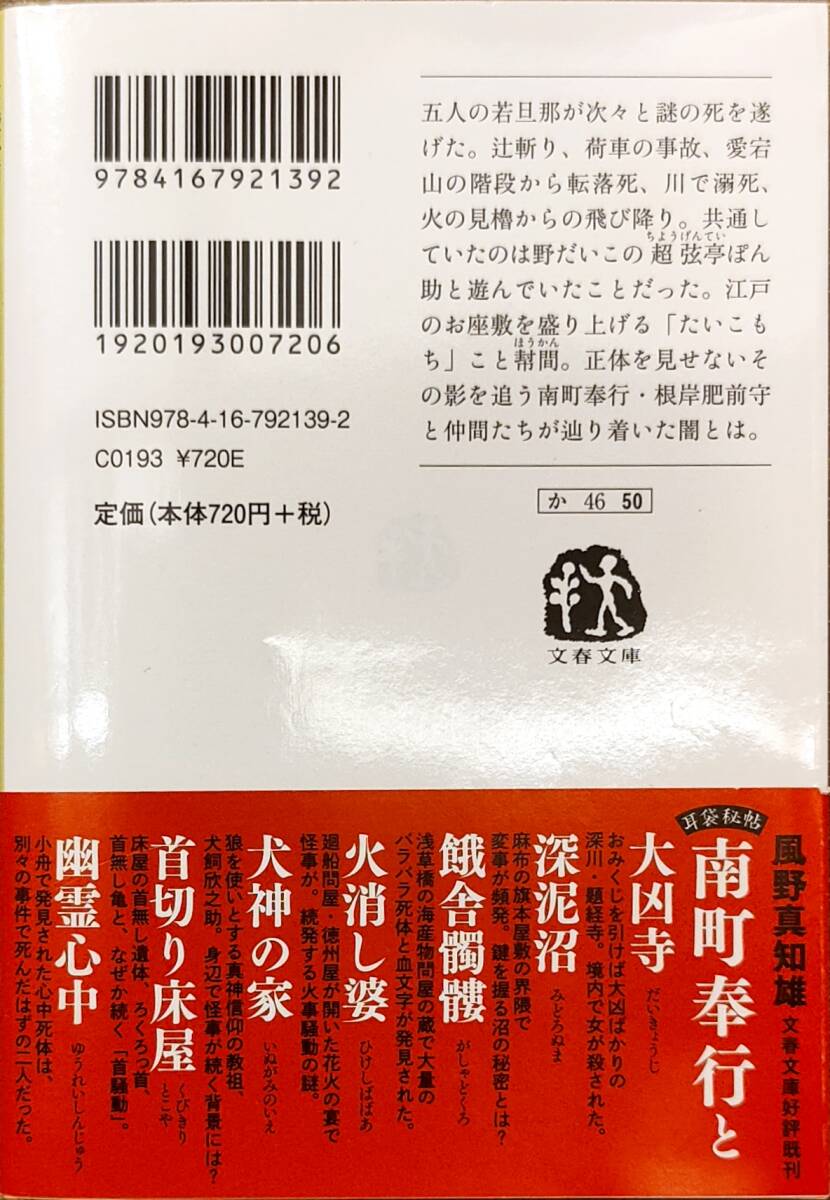 9784167921392
1920193007206
ISBN978-4-16-792139-2
C0193 ¥720E
定価(本体720円+税)
五人の若旦那が次々と謎の死を遂
げた。辻斬り、荷車の事故、愛宕
山の階段から転落死、川で溺死、
火の見櫓からの飛び降り。共通し
ちようげんてい
ていたのは野だいこの超弦亭ぽん
助と遊んでいたことだった。江戸
のお座敷を盛り上げる「たいこも
ほうかん
ち」こと幇間。正体を見せないそ
の影を追う南町奉行・根岸肥前守
と仲間たちが辿り着いた闇とは。
か 46 50
文春文庫
風野真知雄 文春文庫好評既刊
耳袋秘帖
南町奉行と
大凶寺 だいきょうじ
おみくじを引けば大凶ばかりの
深川・題経寺。境内で女が殺された。
深泥沼 みどろぬま
麻布の旗本屋敷の界隈で
変事が頻発。鍵を握る沼の秘密とは?
餓舎髑髏 がしゃどくろ
浅草橋の海産物問屋の蔵で大量の
バラバラ死体と血文字が発見された。
火消し婆 ひけしばばあ
廻船問屋・徳州屋が開いた花火の宴で
怪事が。続発する火事騒動の謎。
犬神の家 いぬがみのいえ
狼を使いとする真神信仰の教祖、
犬飼欣之助。身辺で怪事が続く背景には?
首切り床屋 くびきりとこや
床屋の首無し遺体、ろくろっ首、
首無し亀と、なぜか続く「首騒動」。
幽霊心中 ゆうれいしんじゅう
小舟で発見された心中死体は、
別々の事件で死んだはずの二人だった。